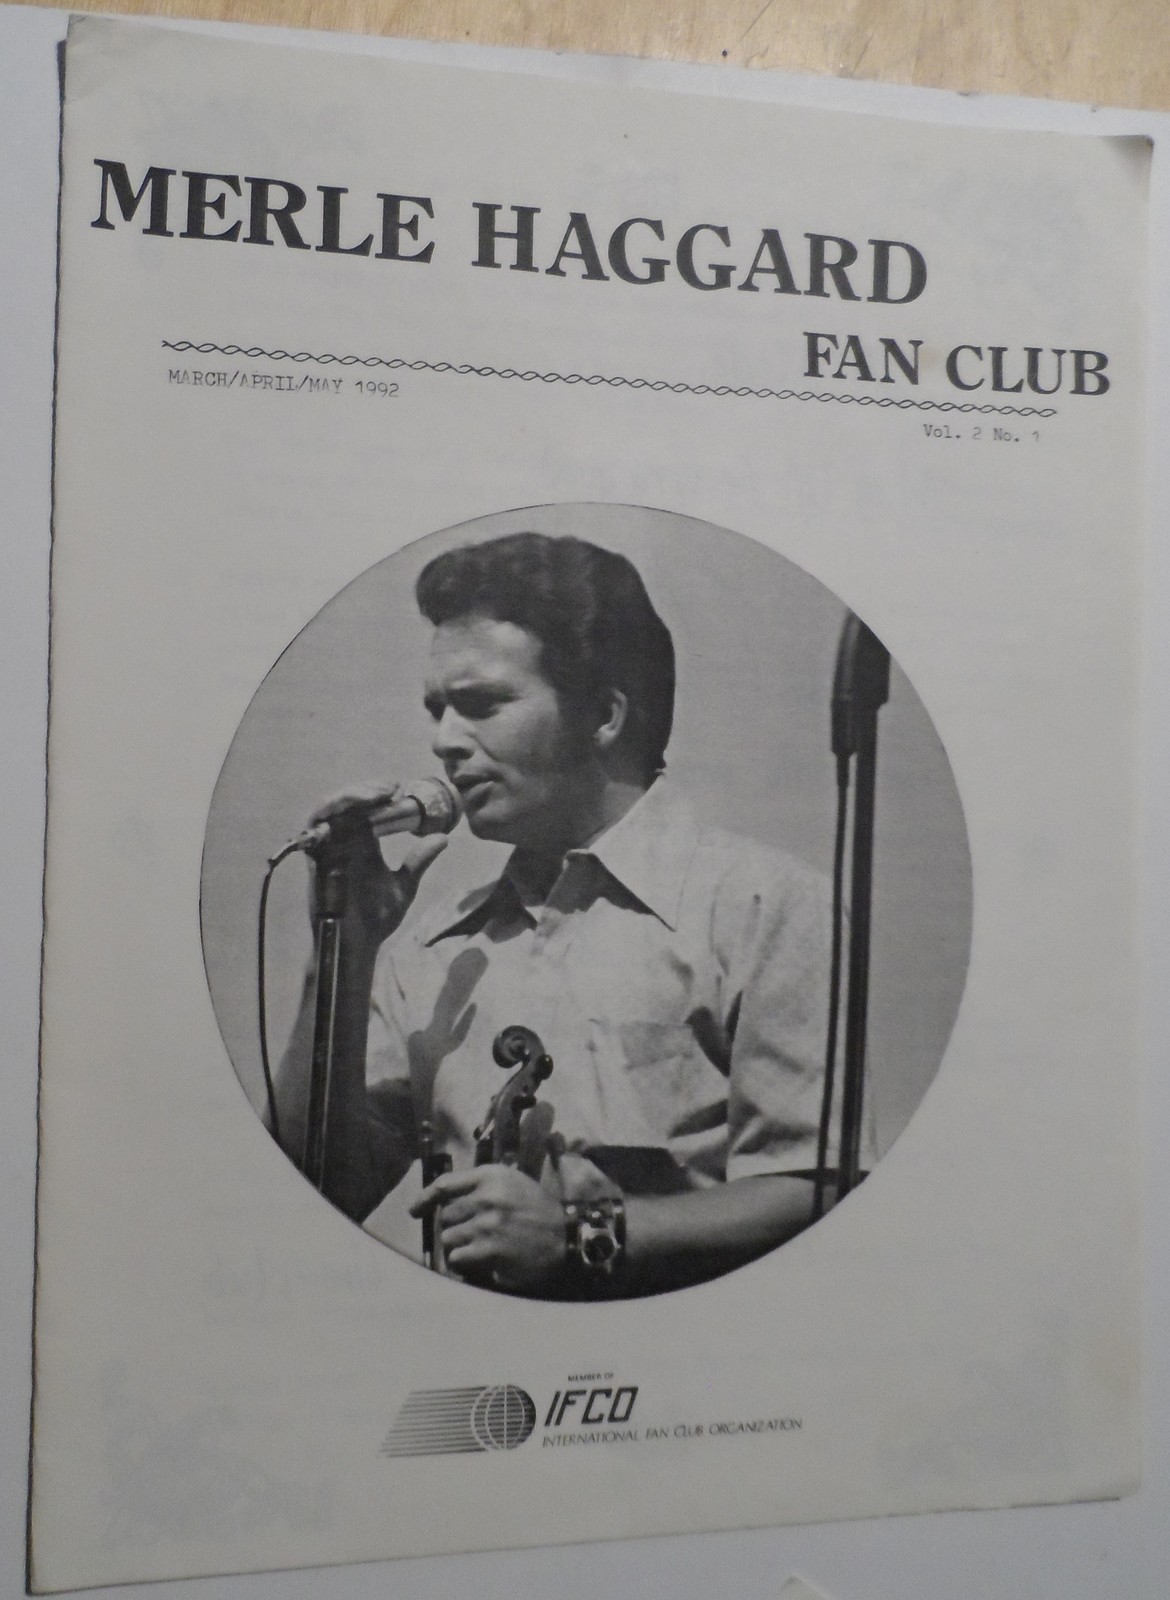 MERLE HAGGARD
FAN CLUB
MARCH/APRIL/MAY 1992
Vol. 2 No. 1
MEMBER OF
IFCO
INTERNATIONAL FAN CLUB ORGANIZATION